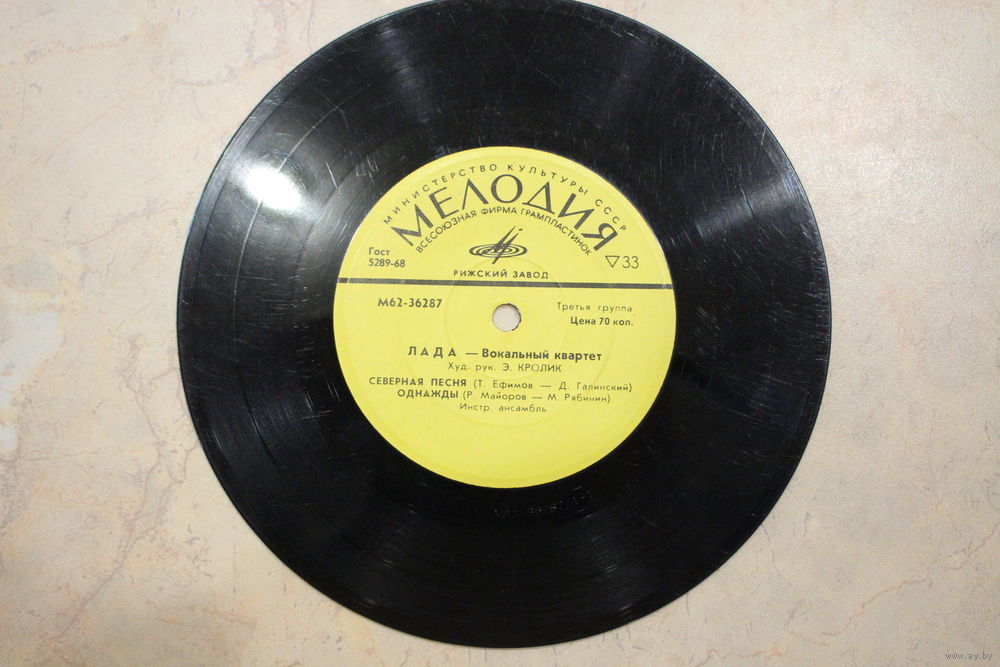 МИНИСТЕРСТВО КУЛЬТУРЫ СССР
МЕЛОДИЯ
ВСЕСОЮЗНАЯ ФИРМА ГРАМПЛАСТИНОК
Гост
5289-68
33
РИЖСКИЙ ЗАВОД
М62-36287
Третья группа
Цена 70 коп.
ЛАДА — Вокальный квартет
Худ. рук. Э. КРОЛИК
СЕВЕРНАЯ ПЕСНЯ (Т. Ефимов — Д. Галинский)
ОДНАЖДЫ (Р. Майоров — М. Рябинин)
Инстр. ансамбль
www.ay.by